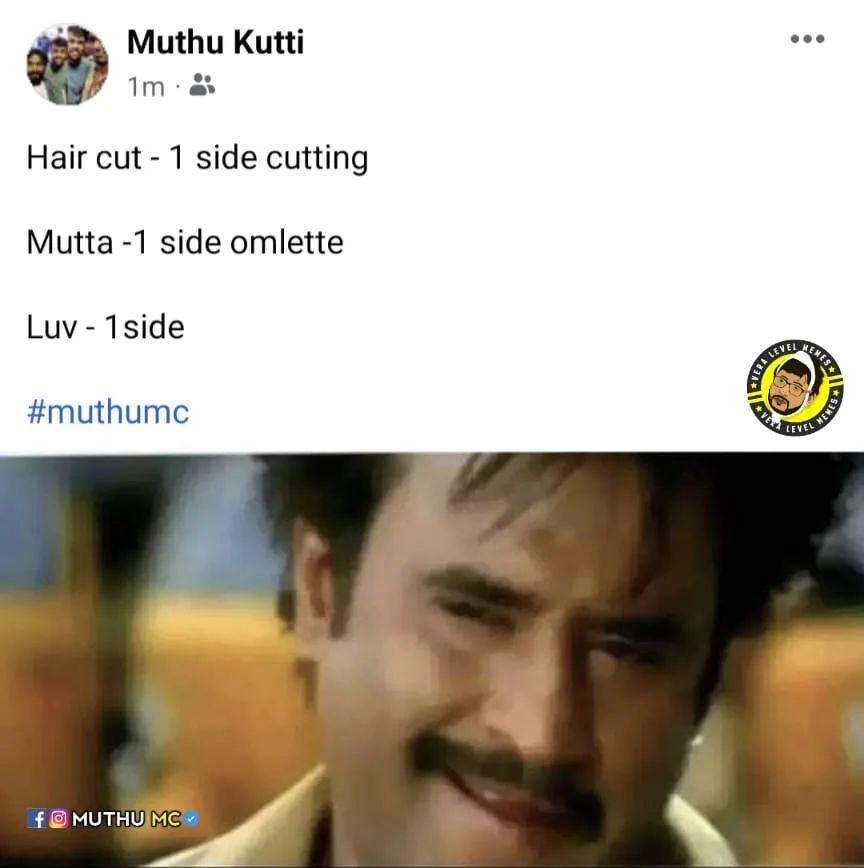 Muthu Kutti
1m
Hair cut - 1 side cutting
Mutta -1 side omlette
Luv - 1side
#muthumc
VERA LEVEL MEMES
VERA LEVEL MEMES
MUTHU MC